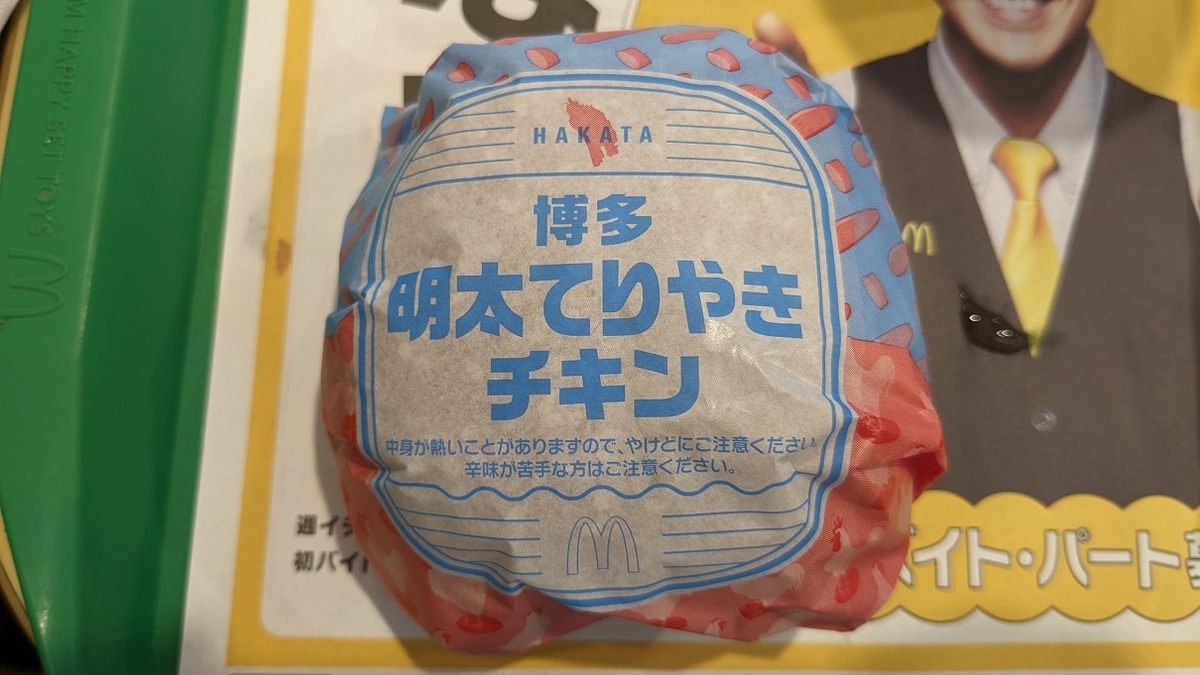 HAKATA
博多
明太てりやき
チキン
中身が熱いことがありますので、やけどにご注意ください。
辛味が苦手な方はご注意ください。
HAPPY SET TOYS
週イ
初バイ
イト・パート